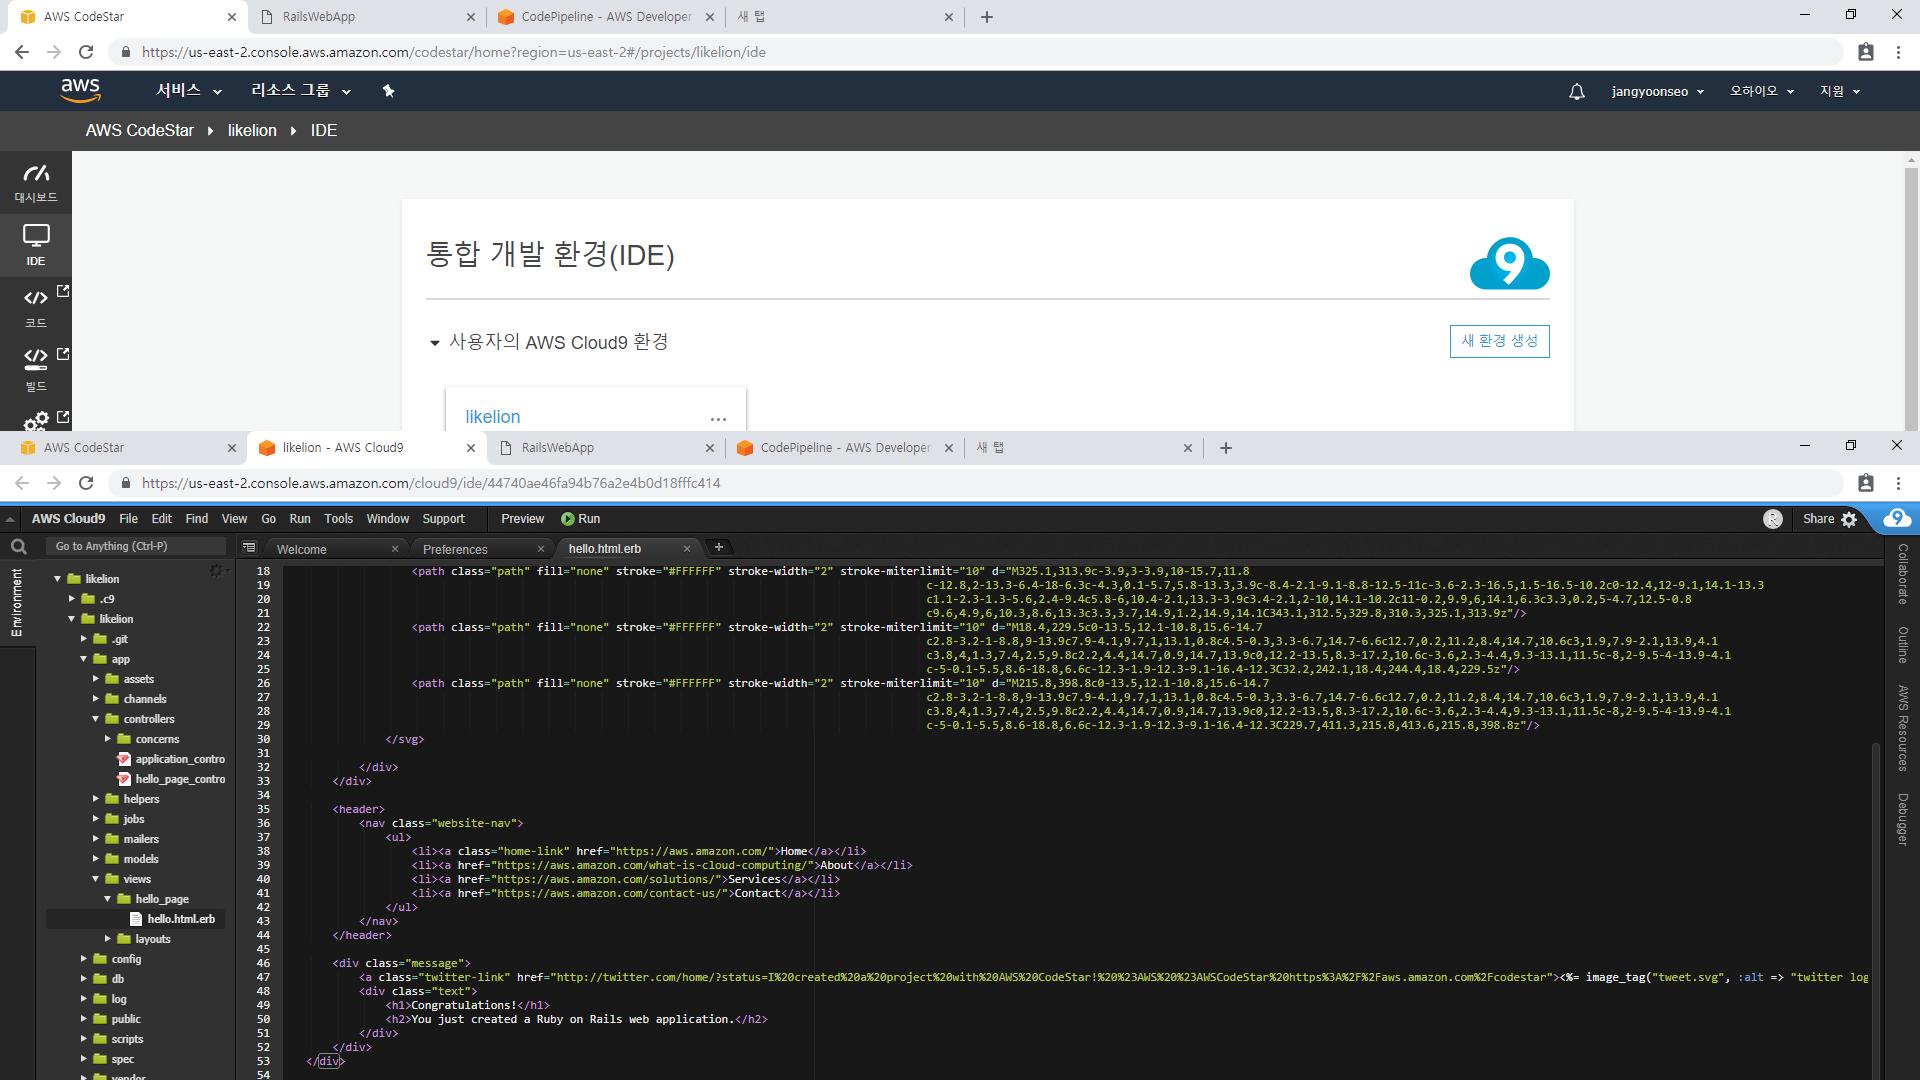 AWS CodeStar
RailsWebApp
CodePipeline - AWS Developer
새 탭
https://us-east-2.console.aws.amazon.com/codestar/home?region=us-east-2#/projects/likelion/ide
aws
서비스
리소스 그룹
jangyoonseo
오하이오
지원
AWS CodeStar
likelion
IDE
대시보드
IDE
코드
빌드
통합 개발 환경(IDE)
9
사용자의 AWS Cloud9 환경
새 환경 생성
likelion
...
AWS CodeStar
likelion - AWS Cloud9
RailsWebApp
CodePipeline - AWS Developer
새 탭
https://us-east-2.console.aws.amazon.com/cloud9/ide/44740ae46fa94b76a2e4b0d18fffc414
AWS Cloud9 File Edit Find View Go Run Tools Window Support Preview Run
R
Share
9
Go to Anything (Ctrl-P)
Welcome
Preferences
hello.html.erb
Environment
likelion
.c9
likelion
.git
app
assets
channels
controllers
concerns
application_contro
hello_page_contro
helpers
jobs
mailers
models
views
hello_page
hello.html.erb
layouts
config
db
log
public
scripts
spec
vendor
18 <path class="path" fill="none" stroke="#FFFFFF" stroke-width="2" stroke-miterlimit="10" d="M325.1,313.9c-3.9,3-3.9,10-15.7,11.8
19 c-12.8,2-13.3-6.4-18-6.3c-4.3,0.1-5.7,5.8-13.3,3.9c-8.4-2.1-9.1-8.8-12.5-11c-3.6-2.3-16.5,1.5-16.5-10.2c0-12.4,12-9.1,14.1-13.3
20 c1.1-2.3-1.3-5.6,2.4-9.4c5.8-6,10.4-2.1,13.3-3.9c3.4-2.1,2-10,14.1-10.2c11-0.2,9.9,6,14.1,6.3c3.3,0.2,5-4.7,12.5-0.8
21 c9.6,4.9,6,10.3,8.6,13.3c3.3,3.7,14.9,1.2,14.9,14.1C343.1,312.5,329.8,310.3,325.1,313.9z"/>
22 <path class="path" fill="none" stroke="#FFFFFF" stroke-width="2" stroke-miterlimit="10" d="M18.4,229.5c0-13.5,12.1-10.8,15.6-14.7
23 c2.8-3.2-1-8.8,9-13.9c7.9-4.1,9.7,1,13.1,0.8c4.5-0.3,3.3-6.7,14.7-6.6c12.7,0.2,11.2,8.4,14.7,10.6c3,1.9,7.9-2.1,13.9,4.1
24 c3.8,4,1.3,7.4,2.5,9.8c2.2,4.4,14.7,0.9,14.7,13.9c0,12.2-13.5,8.3-17.2,10.6c-3.6,2.3-4.4,9.3-13.1,11.5c-8,2-9.5-4-13.9-4.1
25 c-5-0.1-5.5,8.6-18.8,6.6c-12.3-1.9-12.3-9.1-16.4-12.3C32.2,242.1,18.4,244.4,18.4,229.5z"/>
26 <path class="path" fill="none" stroke="#FFFFFF" stroke-width="2" stroke-miterlimit="10" d="M215.8,398.8c0-13.5,12.1-10.8,15.6-14.7
27 c2.8-3.2-1-8.8,9-13.9c7.9-4.1,9.7,1,13.1,0.8c4.5-0.3,3.3-6.7,14.7-6.6c12.7,0.2,11.2,8.4,14.7,10.6c3,1.9,7.9-2.1,13.9,4.1
28 c3.8,4,1.3,7.4,2.5,9.8c2.2,4.4,14.7,0.9,14.7,13.9c0,12.2-13.5,8.3-17.2,10.6c-3.6,2.3-4.4,9.3-13.1,11.5c-8,2-9.5-4-13.9-4.1
29 c-5-0.1-5.5,8.6-18.8,6.6c-12.3-1.9-12.3-9.1-16.4-12.3C229.7,411.3,215.8,413.6,215.8,398.8z"/>
30 </svg>
31
32 </div>
33 </div>
34
35 <header>
36 <nav class="website-nav">
37 <ul>
38 <li><a class="home-link" href="https://aws.amazon.com/">Home</a></li>
39 <li><a href="https://aws.amazon.com/what-is-cloud-computing/">About</a></li>
40 <li><a href="https://aws.amazon.com/solutions/">Services</a></li>
41 <li><a href="https://aws.amazon.com/contact-us/">Contact</a></li>
42 </ul>
43 </nav>
44 </header>
45
46 <div class="message">
47 <a class="twitter-link" href="http://twitter.com/home/?status=I%20created%20a%20project%20with%20AWS%20CodeStar!%20%23AWS%20%23AWSCodeStar%20https%3A%2F%2Faws.amazon.com%2Fcodestar"><%= image_tag("tweet.svg", :alt => "twitter log
48 <div class="text">
49 <h1>Congratulations!</h1>
50 <h2>You just created a Ruby on Rails web application.</h2>
51 </div>
52 </div>
53 </div>
54
Collaborate
Outline
AWS Resources
Debugger